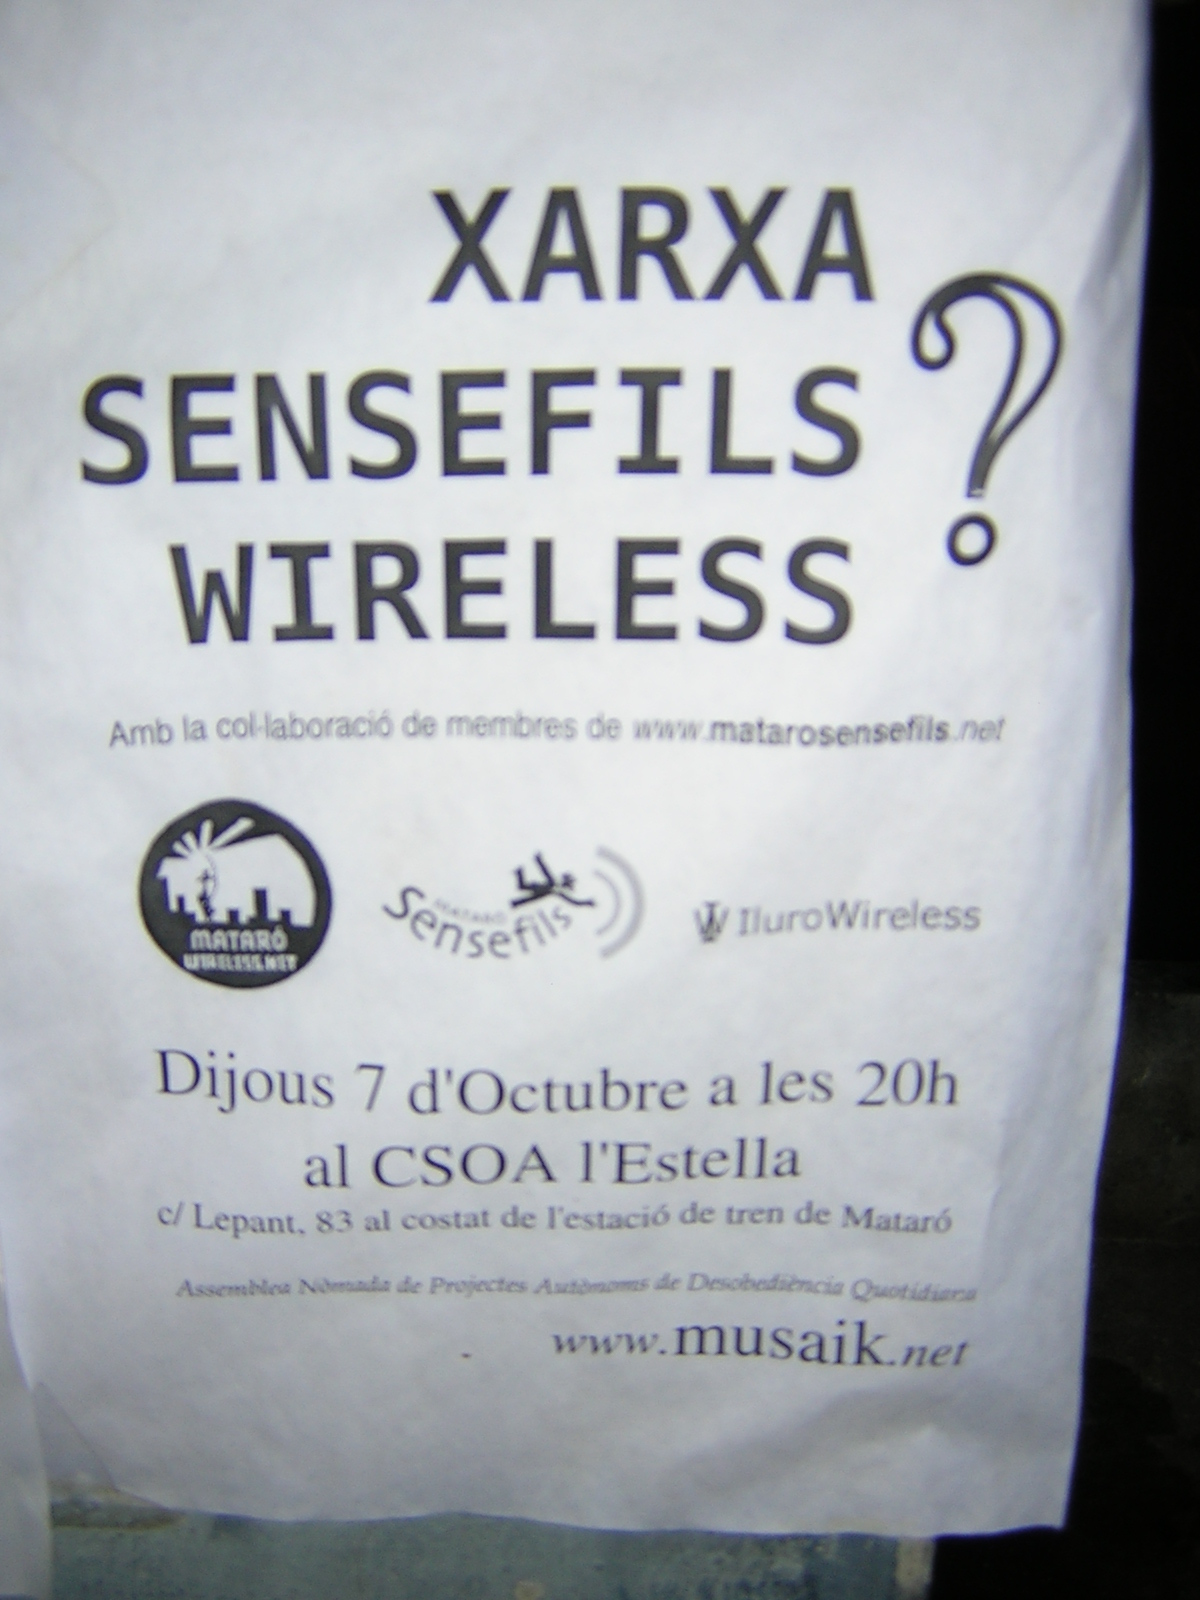 XARXA
SENSEFILS
WIRELESS
?
Amb la col·laboració de membres de www.matarosensefils.net
MATARÓ
WIRELESS.NET
MATARÓ
Sensefils
IluroWireless
Dijous 7 d'Octubre a les 20h
al CSOA l'Estella
c/ Lepant, 83 al costat de l'estació de tren de Mataró
Assemblea Nòmada de Projectes Autònoms de Desobediència Quotidiana
www.musaik.net